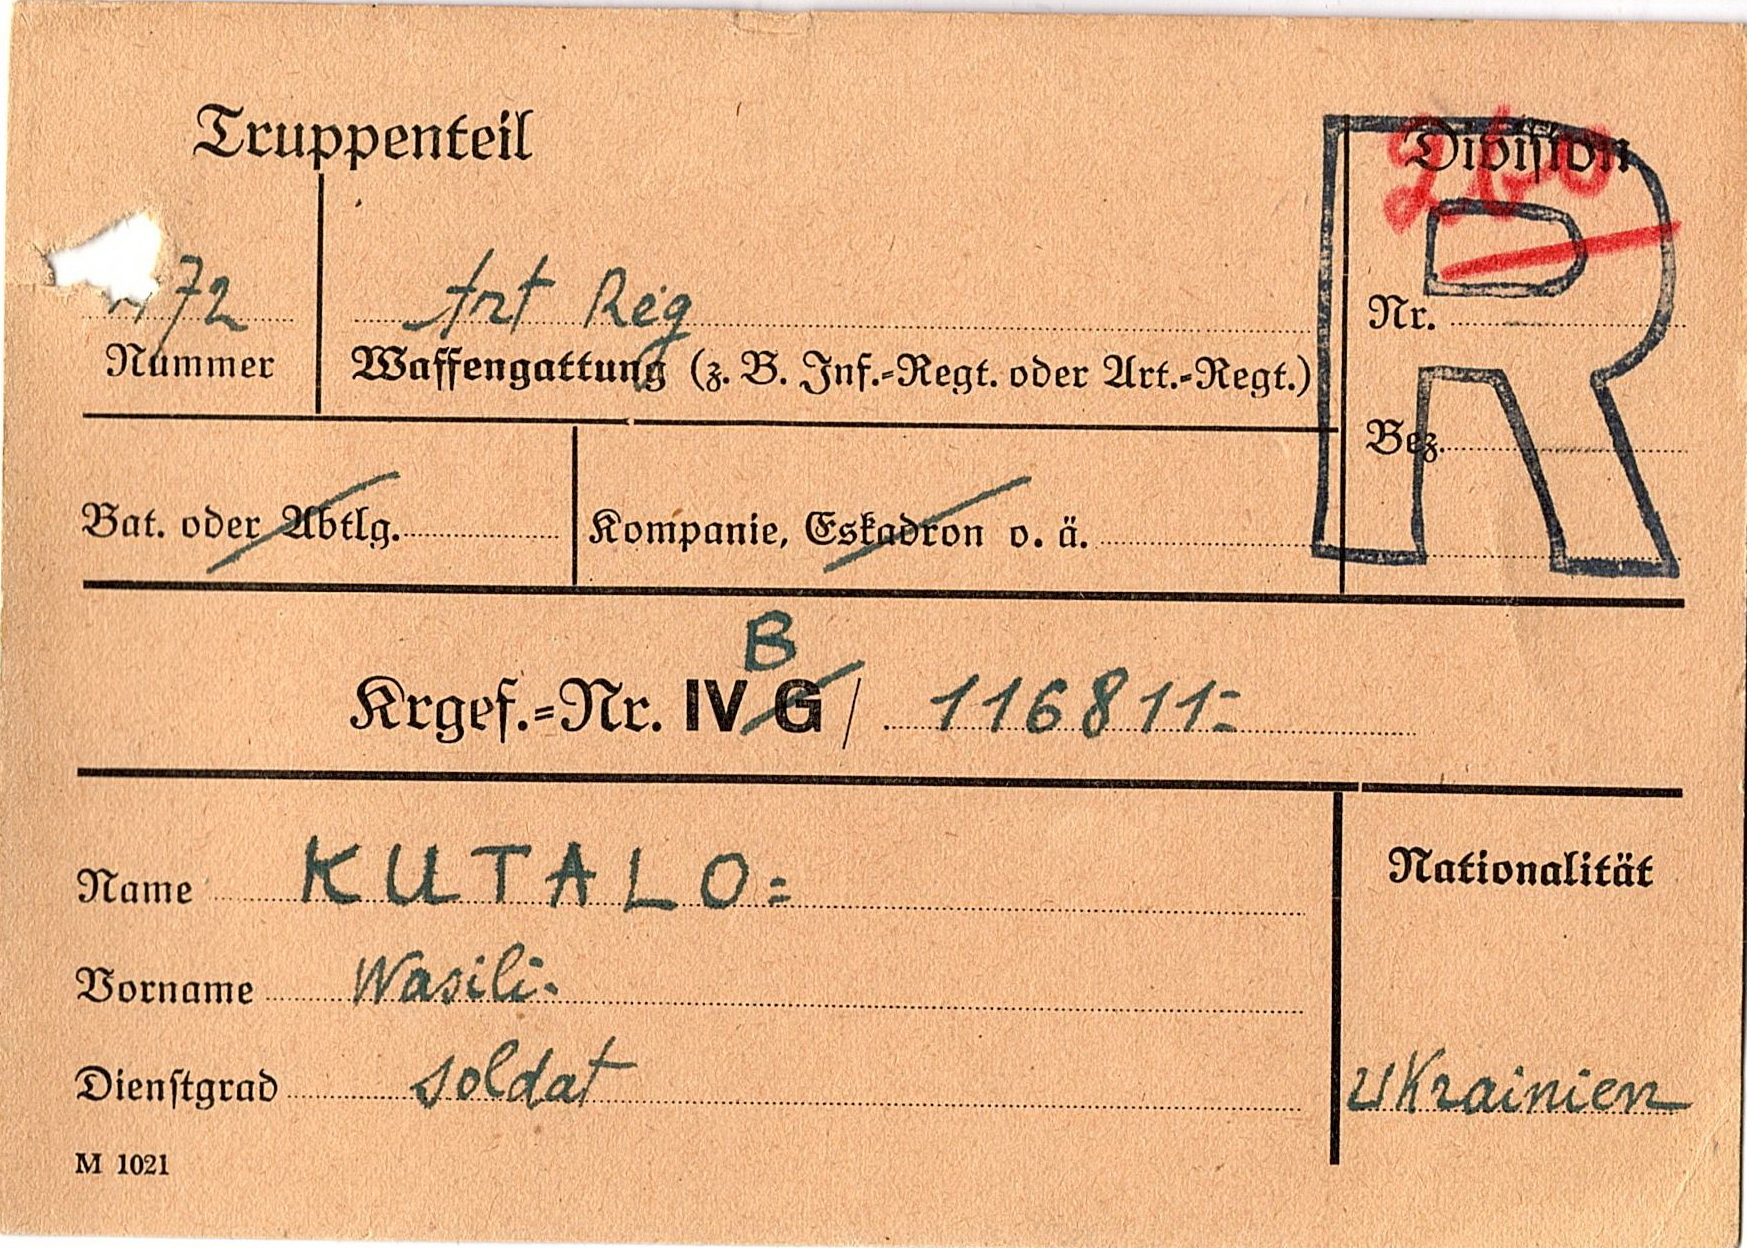 Truppenteil
Division
260
72
Art Reg
Nr.
Nummer
Waffengattung (z. B. Inf.-Regt. oder Art.-Regt.)
Bez.
Bat. oder Abtlg.
Kompanie, Eskadron o. ä.
R
B
Krgef.-Nr. IV G / 116811-
Name KUTALO=
Nationalität
Vorname Wasili-
Dienstgrad soldat
Ukrainien
M 1021